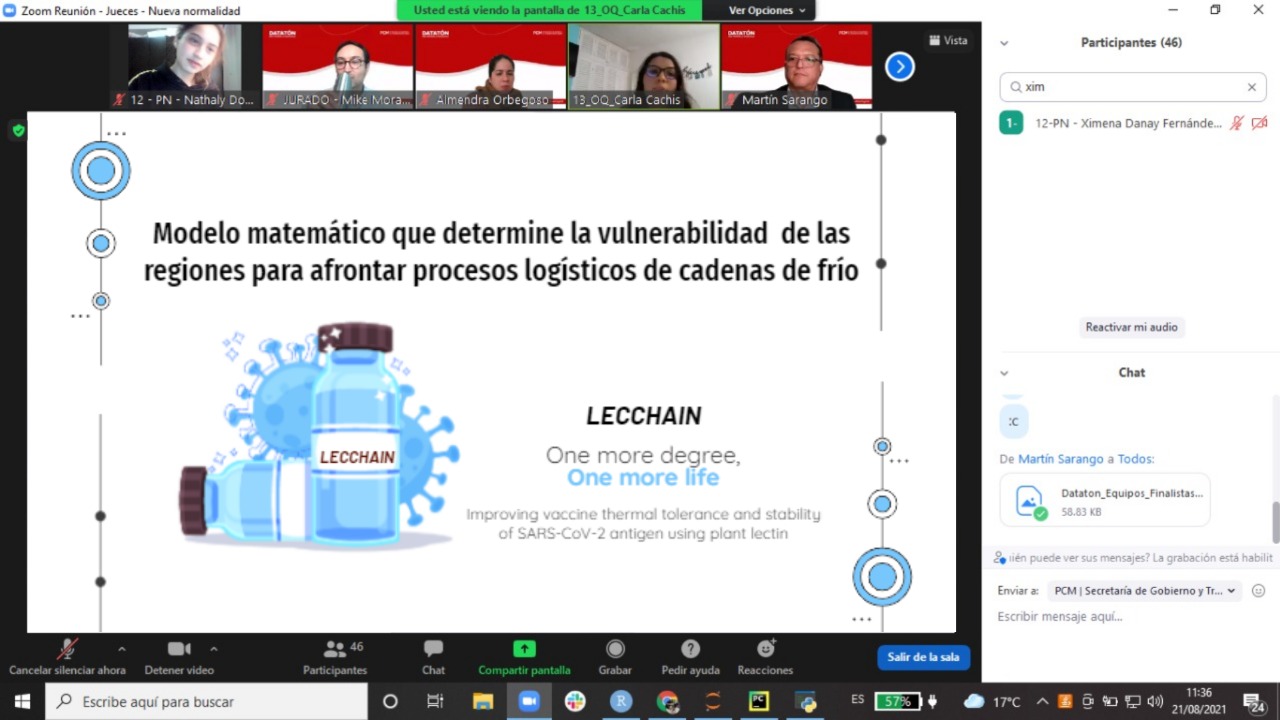 Zoom Reunión - Jueces - Nueva normalidad
Usted está viendo la pantalla de 13_OQ_Carla Cachis
Ver Opciones
DATATÓN
DATATÓN
DATATÓN
12 - PN - Nathaly Do...
JURADO - Mike Mora...
Almendra Orbegoso
13_OQ_Carla Cachis
Martín Sarango
Vista
Modelo matemático que determine la vulnerabilidad de las
regiones para afrontar procesos logísticos de cadenas de frío
LECCHAIN
LECCHAIN
One more degree,
One more life
Improving vaccine thermal tolerance and stability
of SARS-CoV-2 antigen using plant lectin
Participantes (46)
xim
1-
12-PN - Ximena Danay Fernánde...
Reactivar mi audio
Chat
:C
De Martín Sarango a Todos:
Dataton_Equipos_Finalistas...
58.83 KB
ién puede ver sus mensajes? La grabación está habilit
Enviar a:
PCM | Secretaría de Gobierno y Tr...
Escribir mensaje aquí...
Cancelar silenciar ahora
Detener video
46
Participantes
Chat
Compartir pantalla
Grabar
Pedir ayuda
Reacciones
Salir de la sala
Escribe aquí para buscar
R
PC
ES
57%
17°C
11:36
21/08/2021
24